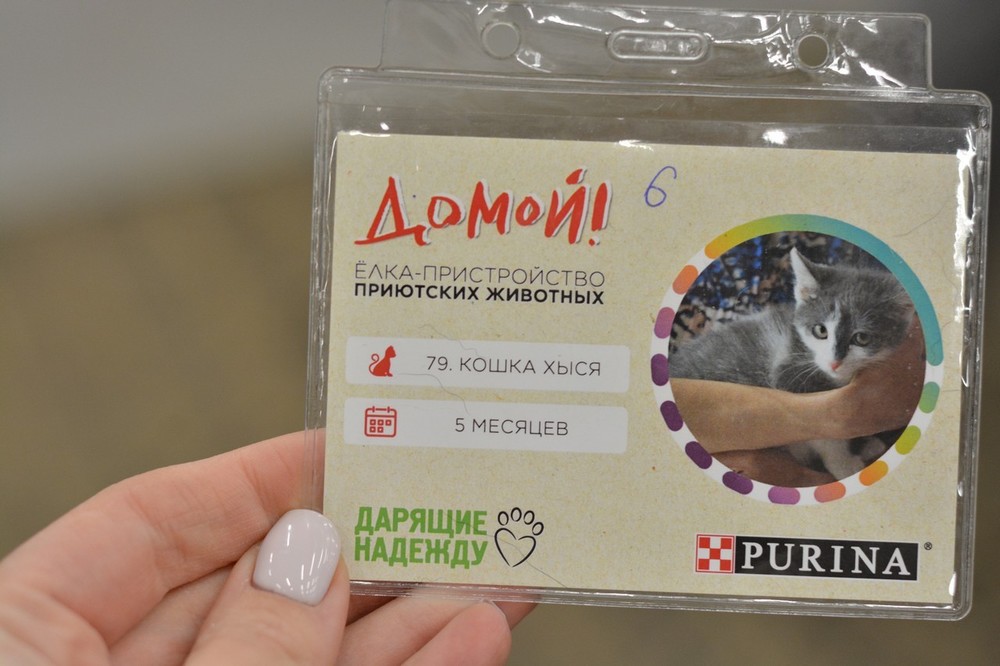 Домой! 6
ЁЛКА-ПРИСТРОЙСТВО
ПРИЮТСКИХ ЖИВОТНЫХ
79. КОШКА ХЫСЯ
5 МЕСЯЦЕВ
ДАРЯЩИЕ
НАДЕЖДУ
PURINA®